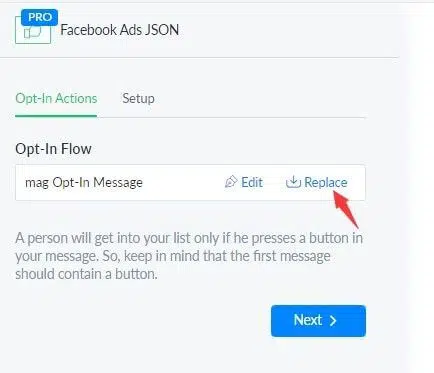 PRO
Facebook Ads JSON
Opt-In Actions Setup
Opt-In Flow
mag Opt-In Message Edit Replace
A person will get into your list only if he presses a button in
your message. So, keep in mind that the first message
should contain a button.
Next